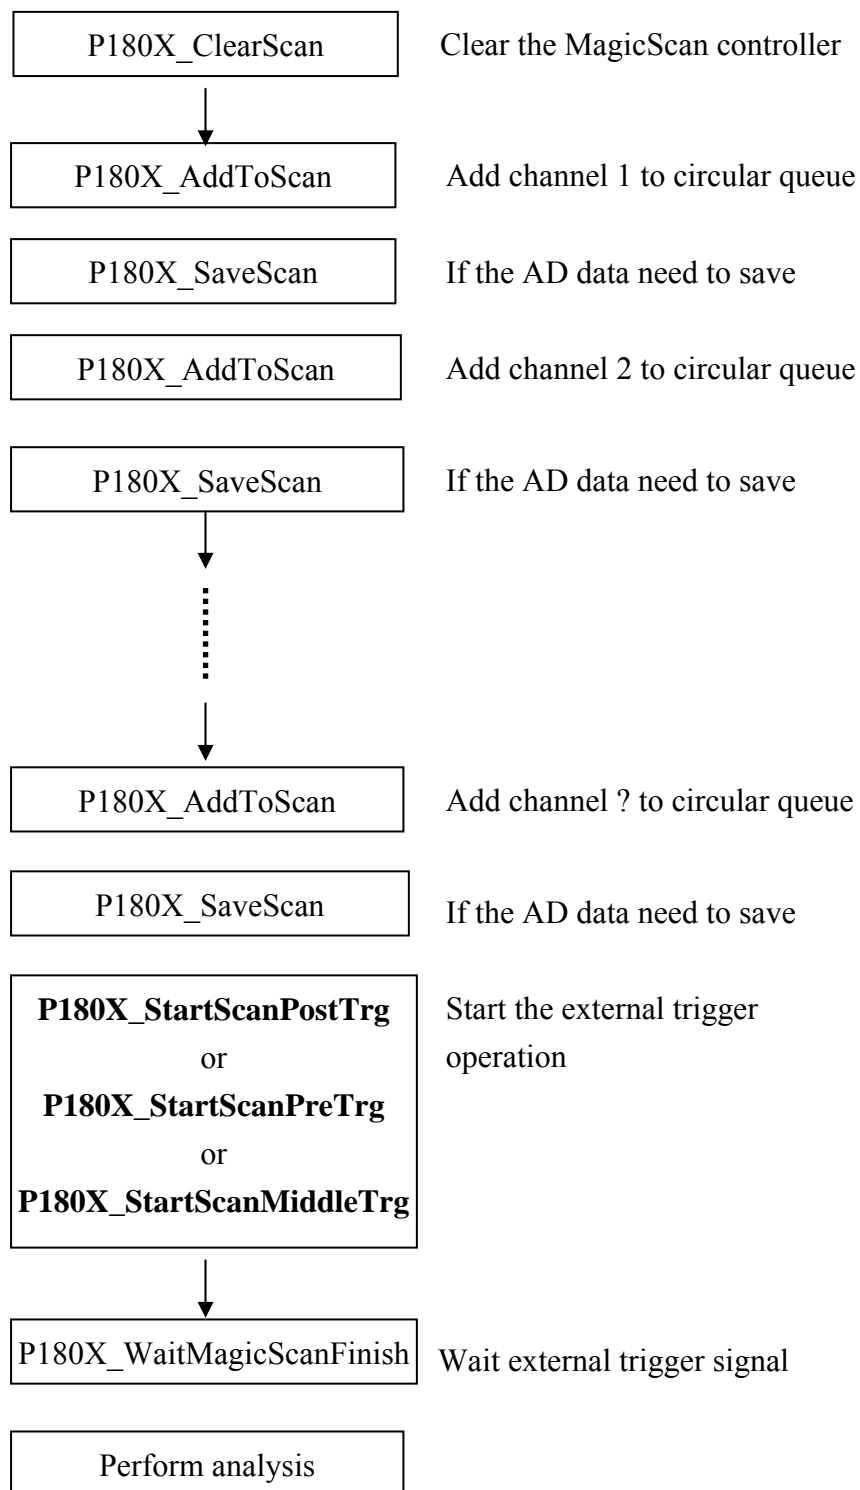 P180X_ClearScan Clear the MagicScan controller
P180X_AddToScan Add channel 1 to circular queue
P180X_SaveScan If the AD data need to save
P180X_AddToScan Add channel 2 to circular queue
P180X_SaveScan If the AD data need to save
P180X_AddToScan Add channel ? to circular queue
P180X_SaveScan If the AD data need to save
P180X_StartScanPostTrg
or
P180X_StartScanPreTrg
or
P180X_StartScanMiddleTrg
Start the external trigger
operation
P180X_WaitMagicScanFinish Wait external trigger signal
Perform analysis